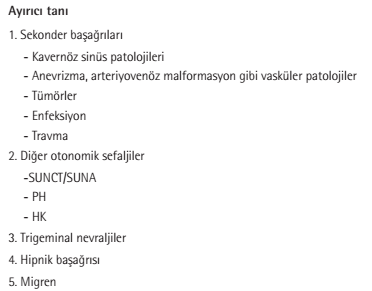 Ayırıcı tanı
1. Sekonder başağrıları
- Kavernöz sinüs patolojileri
- Anevrizma, arteriyovenöz malformasyon gibi vasküler patolojiler
- Tümörler
- Enfeksiyon
- Travma
2. Diğer otonomik sefaljiler
-SUNCT/SUNA
- PH
- HK
3. Trigeminal nevraljiler
4. Hipnik başağrısı
5. Migren